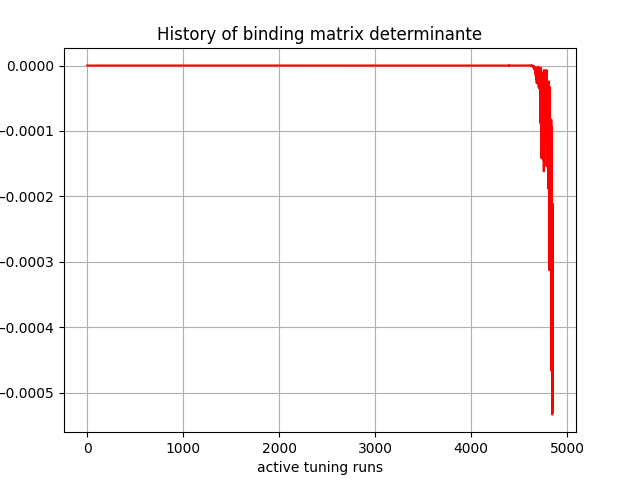 History of binding matrix determinante
0.0000
−0.0001
−0.0002
−0.0003
−0.0004
−0.0005
0 1000 2000 3000 4000 5000
active tuning runs